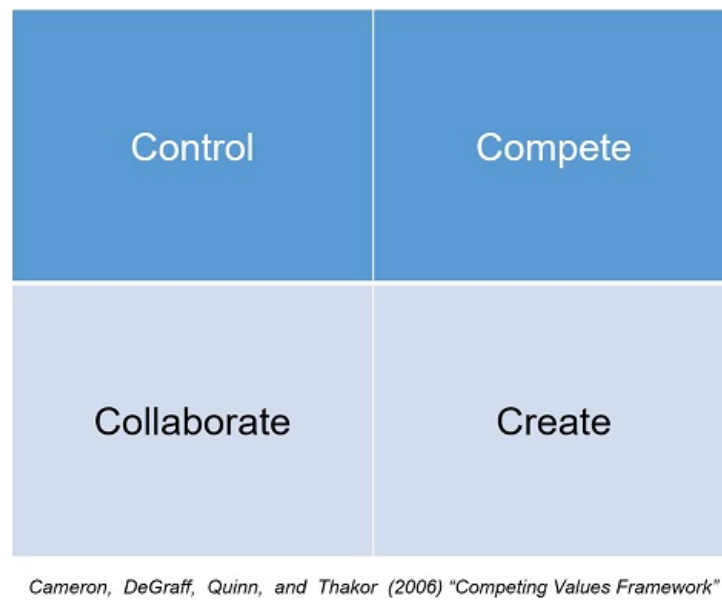 Control
Compete
Collaborate
Create
Cameron, DeGraff, Quinn, and Thakor (2006) “Competing Values Framework”